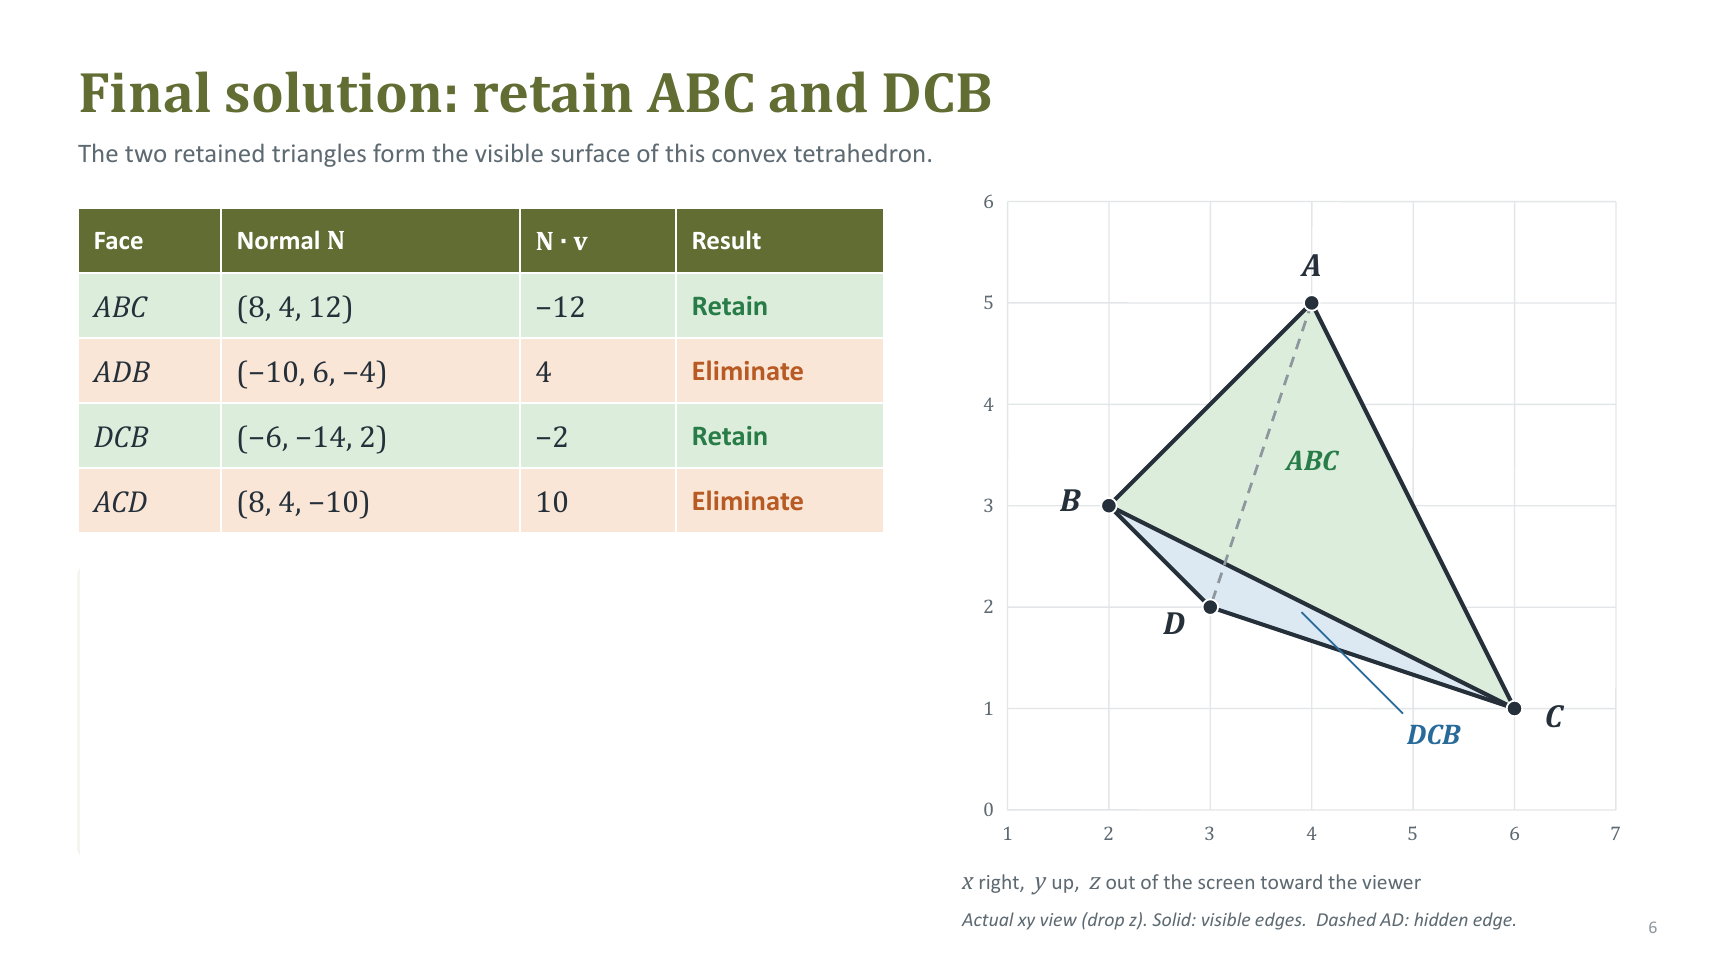 Final solution: retain ABC and DCB
The two retained triangles form the visible surface of this convex tetrahedron.
Face Normal N N · v Result
ABC (8, 4, 12) −12 Retain
ADB (−10, 6, −4) 4 Eliminate
DCB (−6, −14, 2) −2 Retain
ACD (8, 4, −10) 10 Eliminate
6
A
5
4
ABC
B
3
2
D
1
C
DCB
0
1 2 3 4 5 6 7
x right, y up, z out of the screen toward the viewer
Actual xy view (drop z). Solid: visible edges. Dashed AD: hidden edge.
6